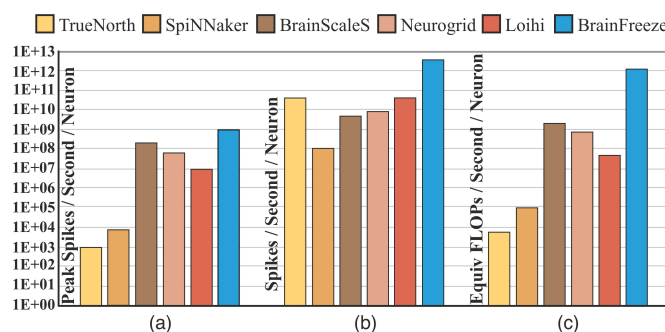 TrueNorth SpiNNaker BrainScaleS Neurogrid Loihi BrainFreeze
1E+13
1E+12
1E+11
1E+10
1E+09
1E+08
1E+07
1E+06
1E+05
1E+04
1E+03
1E+02
1E+01
1E+00
Peak Spikes / Second / Neuron
Spikes / Second / Neuron
Equiv FLOPs / Second / Neuron
(a) (b) (c)